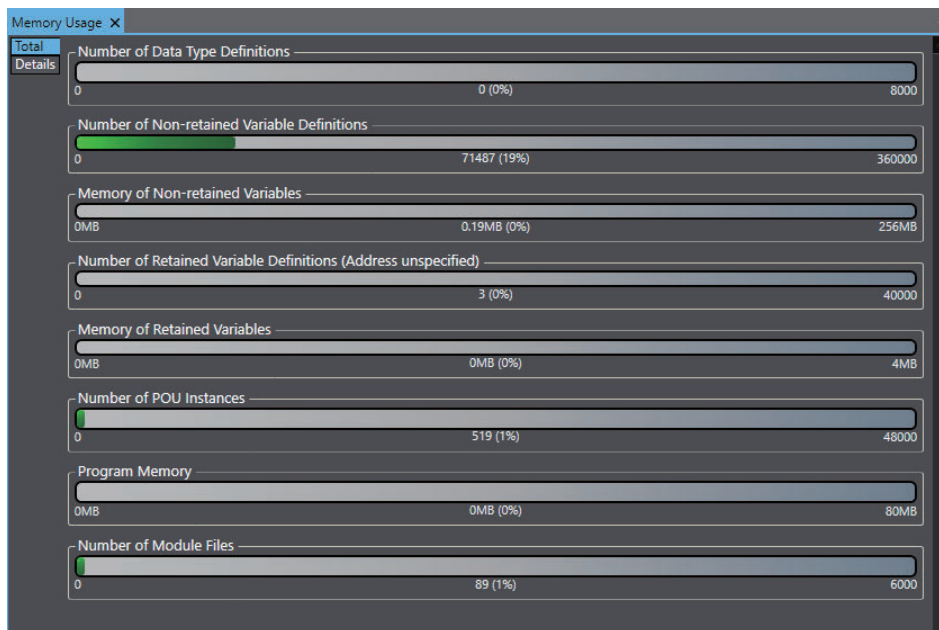 Memory Usage ✕
Total
Details
Number of Data Type Definitions
0 0 (0%) 8000
Number of Non-retained Variable Definitions
0 71487 (19%) 360000
Memory of Non-retained Variables
0MB 0.19MB (0%) 256MB
Number of Retained Variable Definitions (Address unspecified)
0 3 (0%) 40000
Memory of Retained Variables
0MB 0MB (0%) 4MB
Number of POU Instances
0 519 (1%) 48000
Program Memory
0MB 0MB (0%) 80MB
Number of Module Files
0 89 (1%) 6000